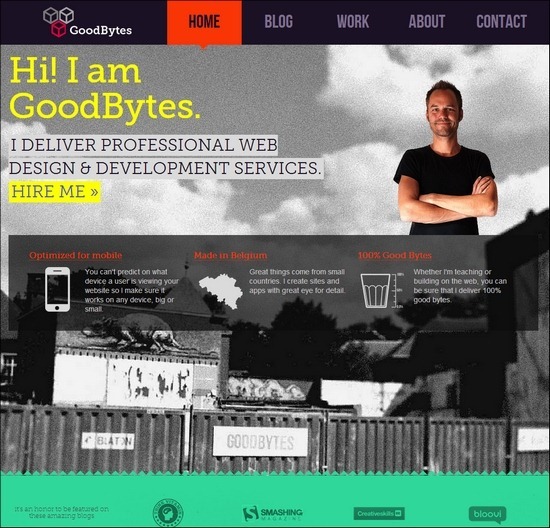 GoodBytes
HOME
BLOG
WORK
ABOUT
CONTACT
Hi! I am
GoodBytes.
I DELIVER PROFESSIONAL WEB
DESIGN & DEVELOPMENT SERVICES.
HIRE ME »
Optimized for mobile
You can't predict on what
device a user is viewing your
website so I make sure it
works on any device, big or
small.
Made in Belgium
Great things come from small
countries. I create sites and
apps with great eye for detail.
100% Good Bytes
Whether I'm teaching or
building on the web, you can
be sure that I deliver 100%
good bytes.
BLATON
GOODBYTES
it's an honor to be featured on
these amazing blogs
SMASHING
MAGAZINE
Creativeskills
bloovi